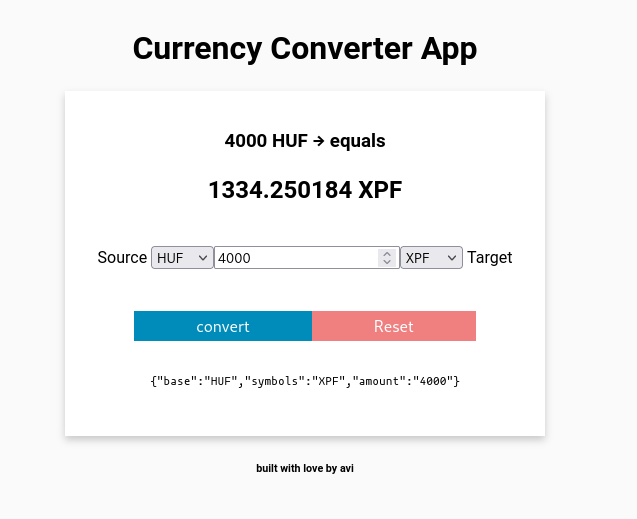 Currency Converter App
4000 HUF → equals
1334.250184 XPF
Source HUF 4000 XPF Target
convert Reset
{"base":"HUF","symbols":"XPF","amount":"4000"}
built with love by avi